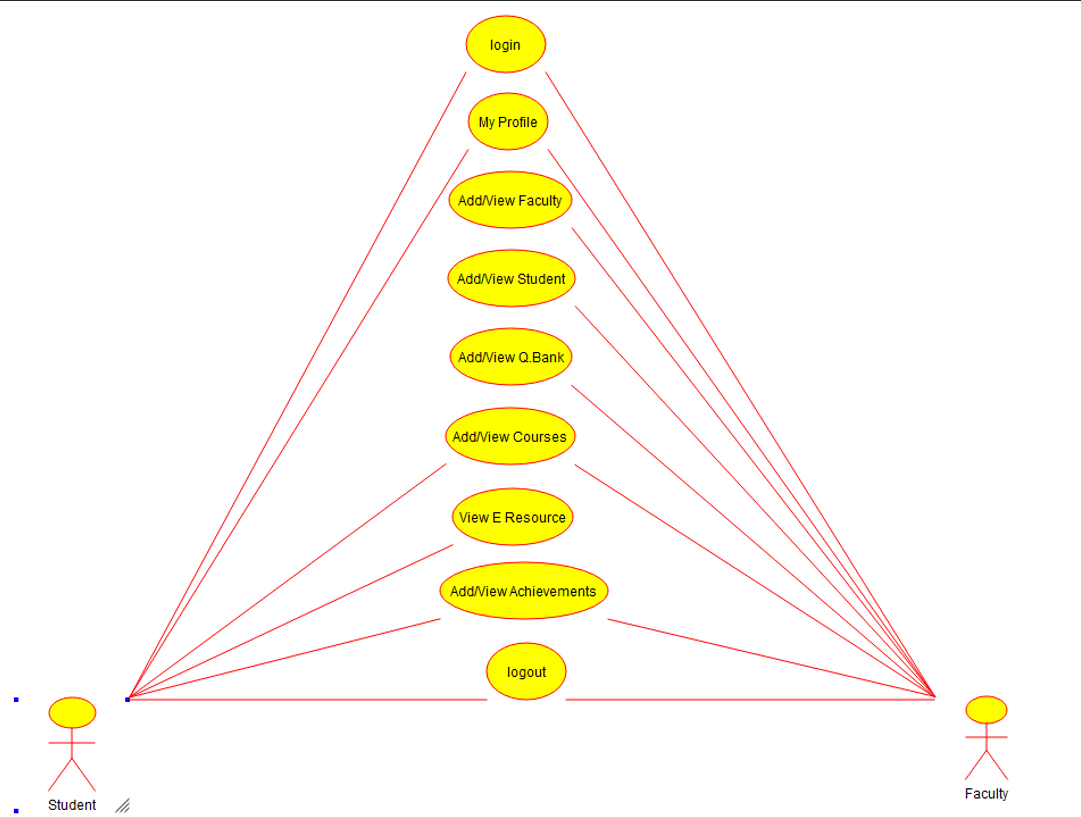 login
My Profile
Add/View Faculty
Add/View Student
Add/View Q.Bank
Add/View Courses
View E Resource
Add/View Achievements
logout
Student
Faculty